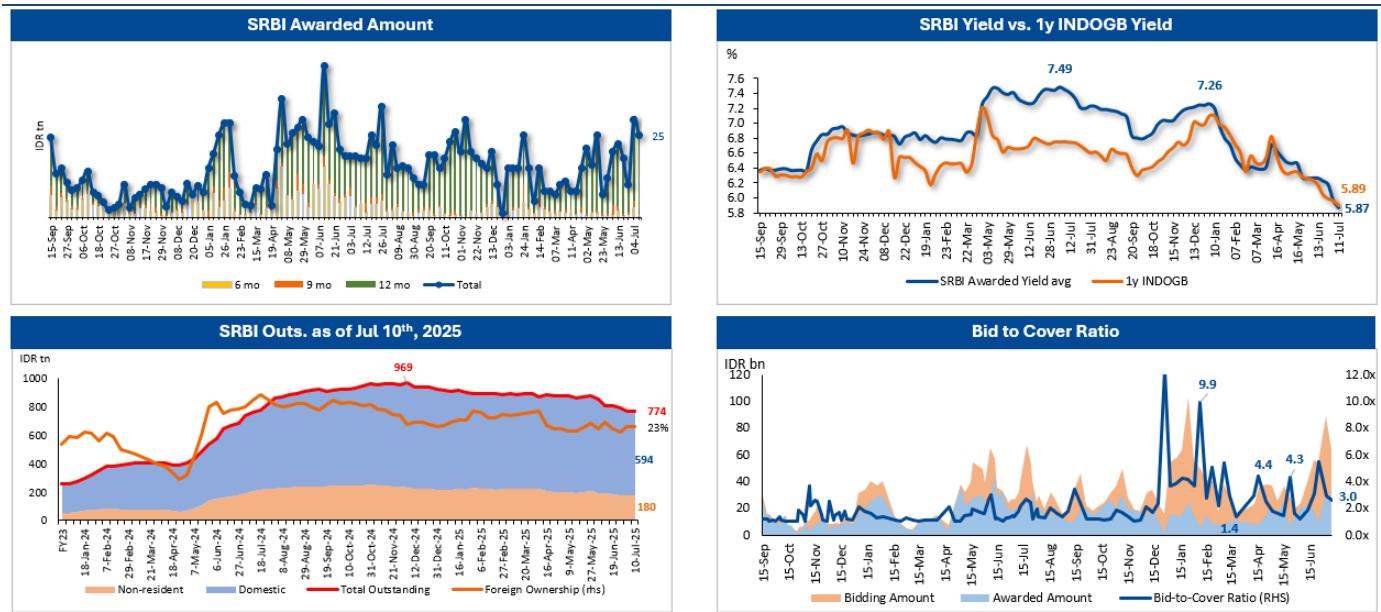 SRBI Awarded Amount
IDR tn
25
15-Sep
27-Sep
06-Oct
18-Oct
27-Oct
08-Nov
17-Nov
29-Nov
08-Dec
20-Dec
05-Jan
26-Jan
23-Feb
15-Mar
19-Apr
08-May
29-May
07-Jun
21-Jun
03-Jul
12-Jul
26-Jul
09-Aug
30-Aug
20-Sep
11-Oct
01-Nov
22-Nov
13-Dec
03-Jan
24-Jan
14-Feb
07-Mar
11-Apr
02-May
23-May
13-Jun
04-Jul
6 mo
9 mo
12 mo
Total
SRBI Yield vs. 1y INDOGB Yield
%
7.6
7.4
7.2
7.0
6.8
6.6
6.4
6.2
6.0
5.8
7.49
7.26
5.89
5.87
15-Sep
29-Sep
13-Oct
10-Nov
24-Nov
08-Dec
22-Dec
19-Jan
23-Feb
22-Mar
03-May
29-May
14-Jun
28-Jun
12-Jul
31-Jul
23-Aug
20-Sep
18-Oct
15-Nov
13-Dec
10-Jan
07-Feb
07-Mar
16-Apr
16-May
13-Jun
11-Jul
SRBI Awarded Yield avg
1y INDOGB
SRBI Outs. as of Jul 10th, 2025
IDR tn
1000
800
600
400
200
0
969
774
23%
594
180
FY23
18-Jan-24
7-Feb-24
29-Feb-24
21-Mar-24
18-Apr-24
7-May-24
6-Jun-24
27-Jun-24
18-Jul-24
8-Aug-24
29-Aug-24
19-Sep-24
10-Oct-24
31-Oct-24
21-Nov-24
12-Dec-24
31-Dec-24
16-Jan-25
6-Feb-25
27-Feb-25
20-Mar-25
16-Apr-25
9-May-25
27-May-25
19-Jun-25
10-Jul-25
Non-resident
Domestic
Total Outstanding
Foreign Ownership (rhs)
Bid to Cover Ratio
IDR bn
120
100
80
60
40
20
0
12.0x
10.0x
8.0x
6.0x
4.0x
2.0x
0.0x
9.9
4.4
4.3
3.0
1.4
15-Sep
15-Oct
15-Nov
15-Dec
15-Jan
15-Feb
15-Mar
15-Apr
15-May
15-Jun
15-Jul
15-Aug
15-Sep
15-Oct
15-Nov
15-Dec
15-Jan
15-Feb
15-Mar
15-Apr
15-May
15-Jun
Bidding Amount
Awarded Amount
Bid-to-Cover Ratio (RHS)